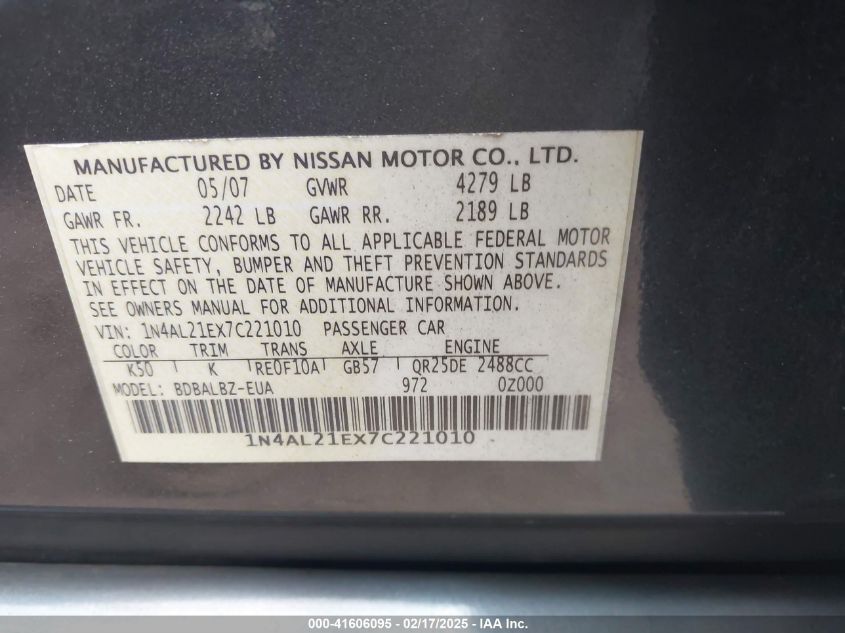 MANUFACTURED BY NISSAN MOTOR CO., LTD.
DATE 05/07 GVWR 4279 LB
GAWR FR. 2242 LB GAWR RR. 2189 LB
THIS VEHICLE CONFORMS TO ALL APPLICABLE FEDERAL MOTOR
VEHICLE SAFETY, BUMPER AND THEFT PREVENTION STANDARDS
IN EFFECT ON THE DATE OF MANUFACTURE SHOWN ABOVE.
SEE OWNERS MANUAL FOR ADDITIONAL INFORMATION.
VIN: 1N4AL21EX7C221010 PASSENGER CAR
COLOR TRIM TRANS AXLE ENGINE
K50 K RE0F10A GB57 QR25DE 2488CC
MODEL: BDBALBZ-EUA 972 0Z000
1N4AL21EX7C221010
000-41606095 - 02/17/2025 - IAA Inc.